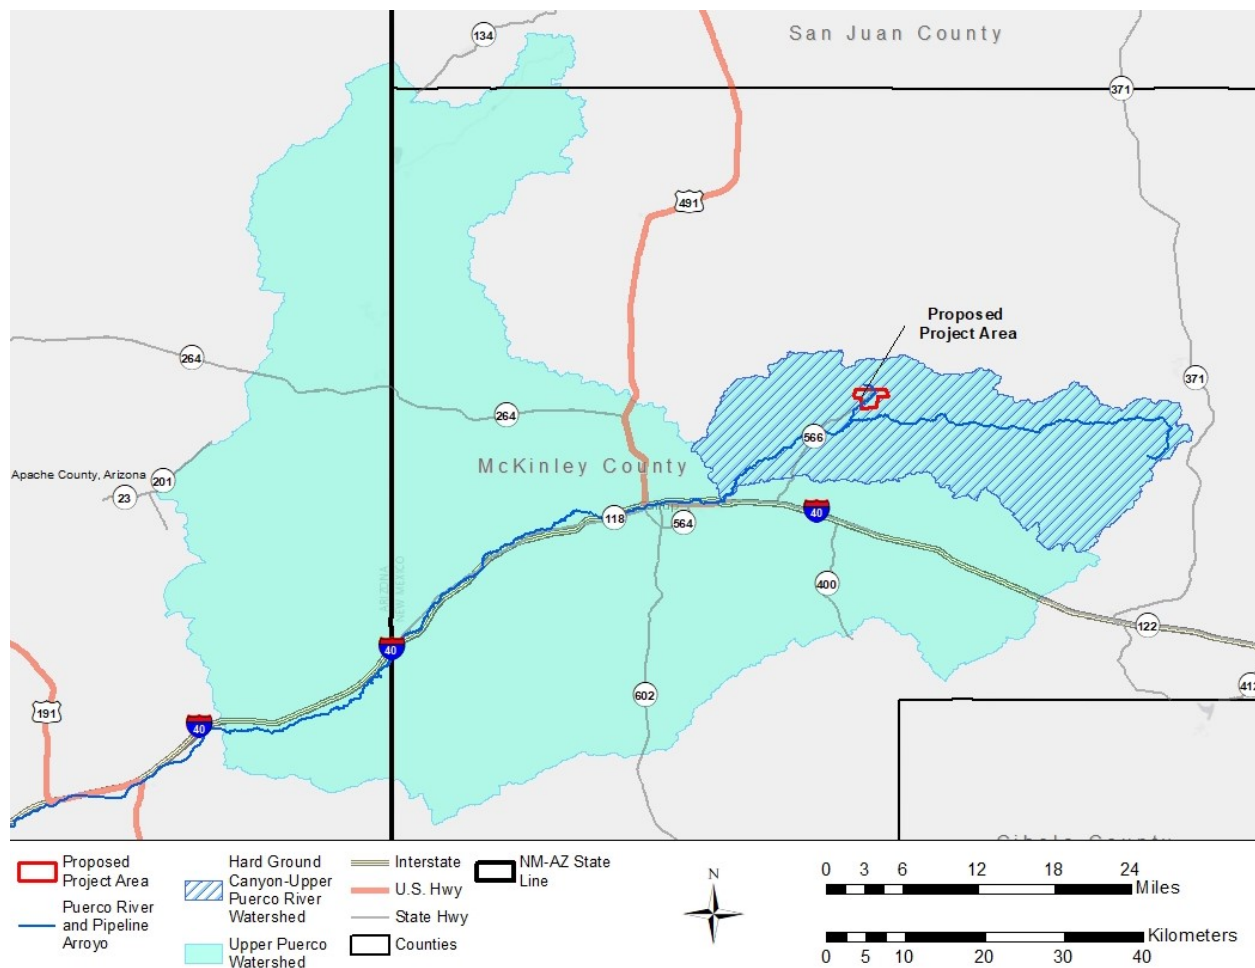 134
San Juan County
371
491
Proposed
Project Area
264
371
264
566
McKinley County
Apache County, Arizona
201
23
118
564
40
ARIZONA
NEW MEXICO
400
40
122
602
412
191
40
Proposed
Project Area
Puerco River
and Pipeline
Arroyo
Hard Ground
Canyon-Upper
Puerco River
Watershed
Upper Puerco
Watershed
Interstate
U.S. Hwy
State Hwy
Counties
NM-AZ State
Line
N
0 3 6 12 18 24
Miles
Kilometers
0 5 10 20 30 40